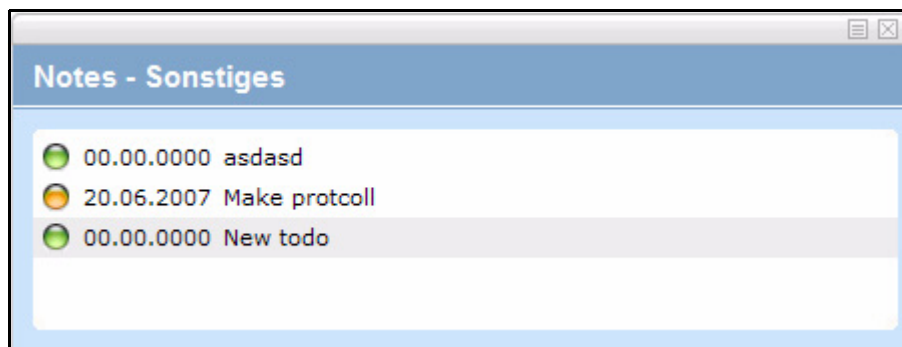 Notes - Sonstiges
00.00.0000 asdasd
20.06.2007 Make protcoll
00.00.0000 New todo